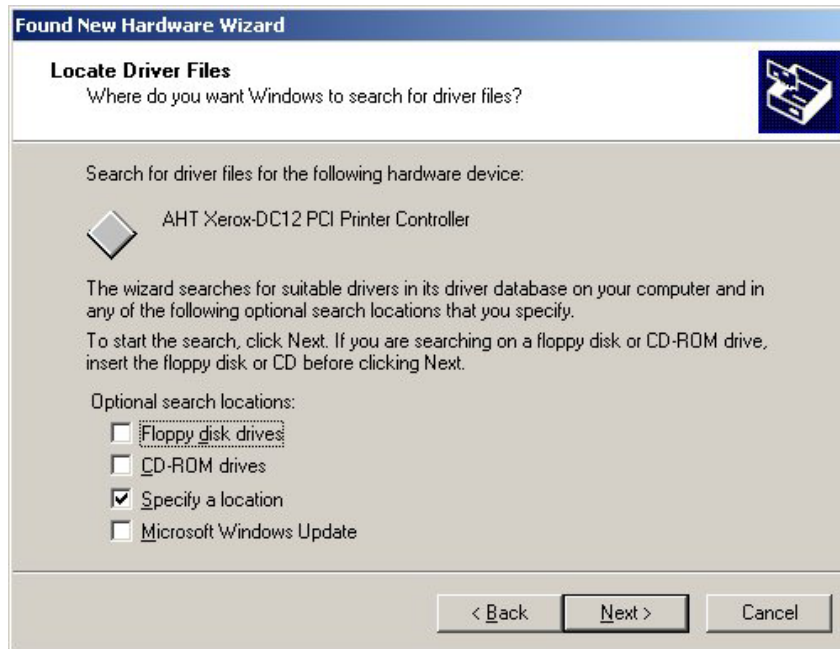 Found New Hardware Wizard
Locate Driver Files
Where do you want Windows to search for driver files?
Search for driver files for the following hardware device:
AHT Xerox-DC12 PCI Printer Controller
The wizard searches for suitable drivers in its driver database on your computer and in
any of the following optional search locations that you specify.
To start the search, click Next. If you are searching on a floppy disk or CD-ROM drive,
insert the floppy disk or CD before clicking Next.
Optional search locations:
Floppy disk drives
CD-ROM drives
Specify a location
Microsoft Windows Update
< Back Next > Cancel